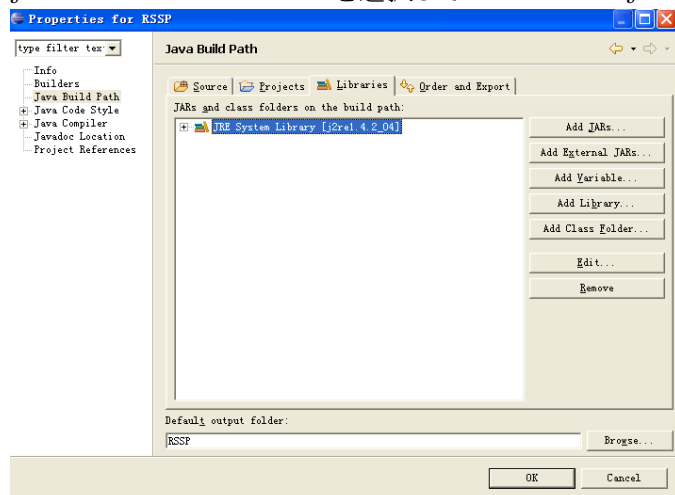 Properties for RSSP
type filter tex
Info
Builders
Java Build Path
Java Code Style
Java Compiler
Javadoc Location
Project References
Java Build Path
Source Projects Libraries Order and Export
JARs and class folders on the build path:
JRE System Library [j2re1.4.2_04]
Add JARs...
Add External JARs...
Add Variable...
Add Library...
Add Class Folder...
Edit...
Remove
Default output folder:
RSSP
Browse...
OK Cancel